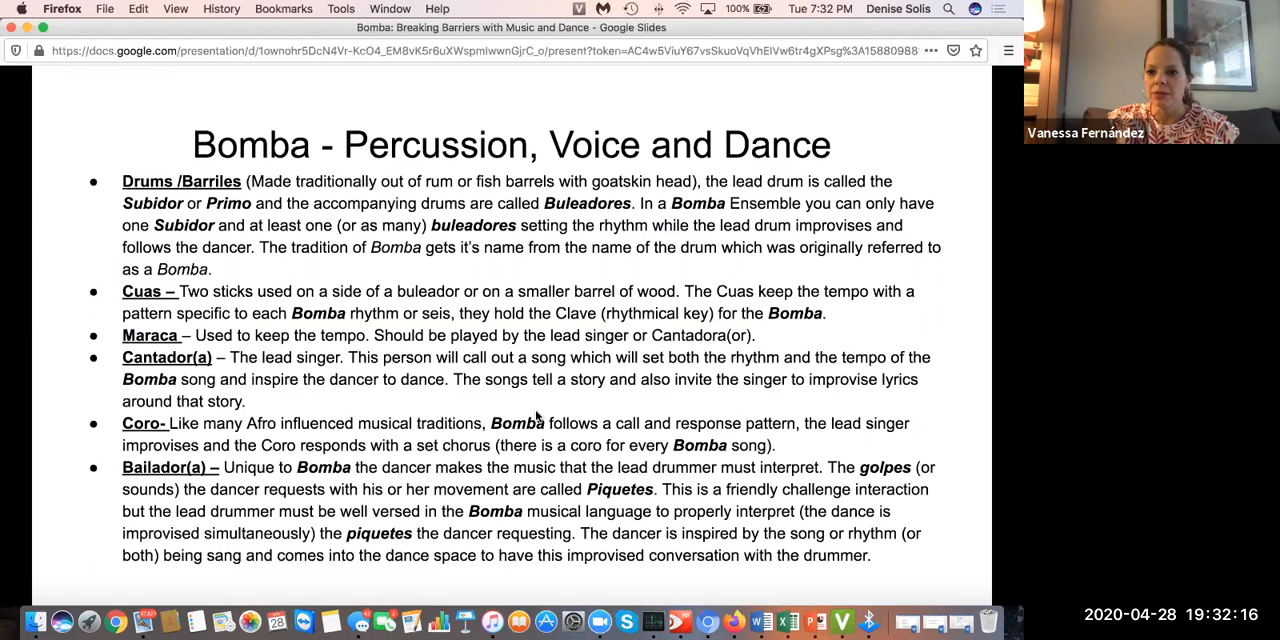 Firefox File Edit View History Bookmarks Tools Window Help 100% Tue 7:32 PM Denise Solis
Bomba: Breaking Barriers with Music and Dance - Google Slides
https://docs.google.com/presentation/d/1ownohr5DcN4Vr-KcO4_EM8vK5r6uXWspmlwwnGjrC_o/present?token=AC4w5ViuY67vsSkuoVqVhElVw6tr4gXPsg%3A15880988
Vanessa Fernández
Bomba - Percussion, Voice and Dance
● Drums /Barriles (Made traditionally out of rum or fish barrels with goatskin head), the lead drum is called the
Subidor or Primo and the accompanying drums are called Buleadores. In a Bomba Ensemble you can only have
one Subidor and at least one (or as many) buleadores setting the rhythm while the lead drum improvises and
follows the dancer. The tradition of Bomba gets it's name from the name of the drum which was originally referred to
as a Bomba.
● Cuas – Two sticks used on a side of a buleador or on a smaller barrel of wood. The Cuas keep the tempo with a
pattern specific to each Bomba rhythm or seis, they hold the Clave (rhythmical key) for the Bomba.
● Maraca – Used to keep the tempo. Should be played by the lead singer or Cantadora(or).
● Cantador(a) – The lead singer. This person will call out a song which will set both the rhythm and the tempo of the
Bomba song and inspire the dancer to dance. The songs tell a story and also invite the singer to improvise lyrics
around that story.
● Coro- Like many Afro influenced musical traditions, Bomba follows a call and response pattern, the lead singer
improvises and the Coro responds with a set chorus (there is a coro for every Bomba song).
● Bailador(a) – Unique to Bomba the dancer makes the music that the lead drummer must interpret. The golpes (or
sounds) the dancer requests with his or her movement are called Piquetes. This is a friendly challenge interaction
but the lead drummer must be well versed in the Bomba musical language to properly interpret (the dance is
improvised simultaneously) the piquetes the dancer requesting. The dancer is inspired by the song or rhythm (or
both) being sang and comes into the dance space to have this improvised conversation with the drummer.
2020-04-28 19:32:16